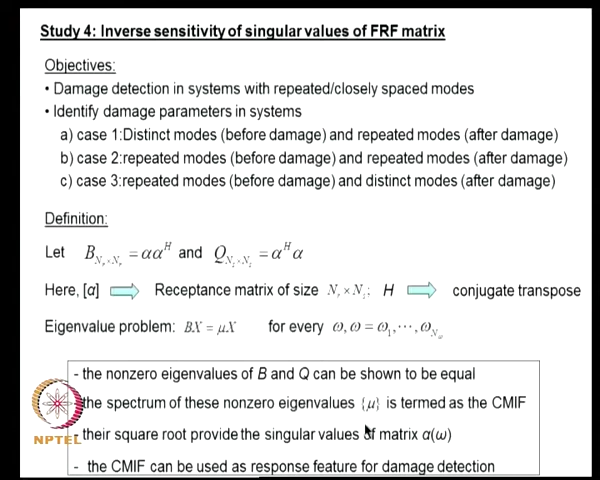 Study 4: Inverse sensitivity of singular values of FRF matrix
Objectives:
• Damage detection in systems with repeated/closely spaced modes
• Identify damage parameters in systems
a) case 1:Distinct modes (before damage) and repeated modes (after damage)
b) case 2:repeated modes (before damage) and repeated modes (after damage)
c) case 3:repeated modes (before damage) and distinct modes (after damage)
Definition:
Let B_{N_r×N_r} = αα^H and Q_{N_i×N_i} = α^Hα
Here, [α] ⇨ Receptance matrix of size N_r × N_i; H ⇨ conjugate transpose
Eigenvalue problem: BX = μX for every ω, ω = ω_1, ⋯, ω_{N_ω}
- the nonzero eigenvalues of B and Q can be shown to be equal
the spectrum of these nonzero eigenvalues {μ} is termed as the CMIF
- their square root provide the singular values of matrix α(ω)
- the CMIF can be used as response feature for damage detection
NPTEL